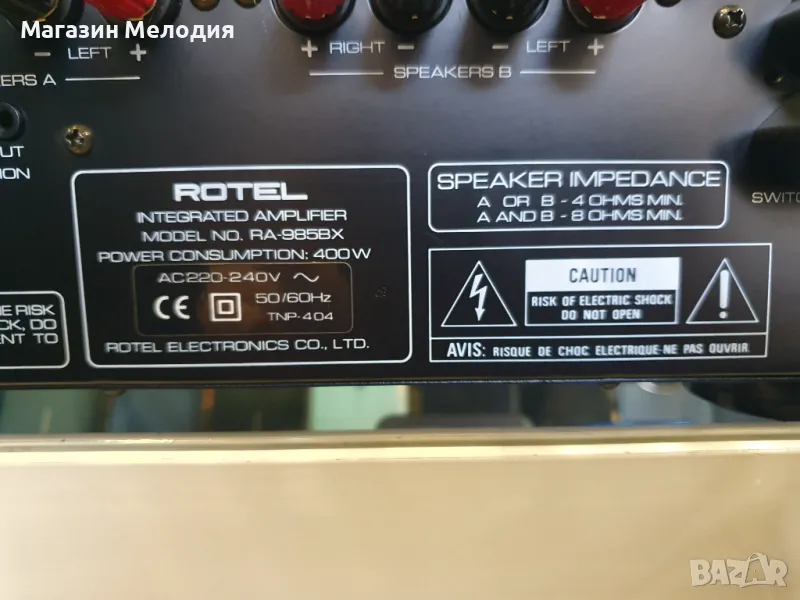 Магазин Мелодия
- LEFT +
+ RIGHT - - LEFT +
ERS A
SPEAKERS B
UT
ION
ROTEL
INTEGRATED AMPLIFIER
MODEL NO. RA-985BX
POWER CONSUMPTION: 400W
AC220-240V ~
CE 50/60Hz
TNP-404
ROTEL ELECTRONICS CO., LTD.
SPEAKER IMPEDANCE
A OR B - 4 OHMS MIN.
A AND B - 8 OHMS MIN.
SWITC
E RISK
CK, DO
ENT TO
CAUTION
RISK OF ELECTRIC SHOCK
DO NOT OPEN
AVIS: RISQUE DE CHOC ELECTRIQUE-NE PAS OUVRIR
BAZAR